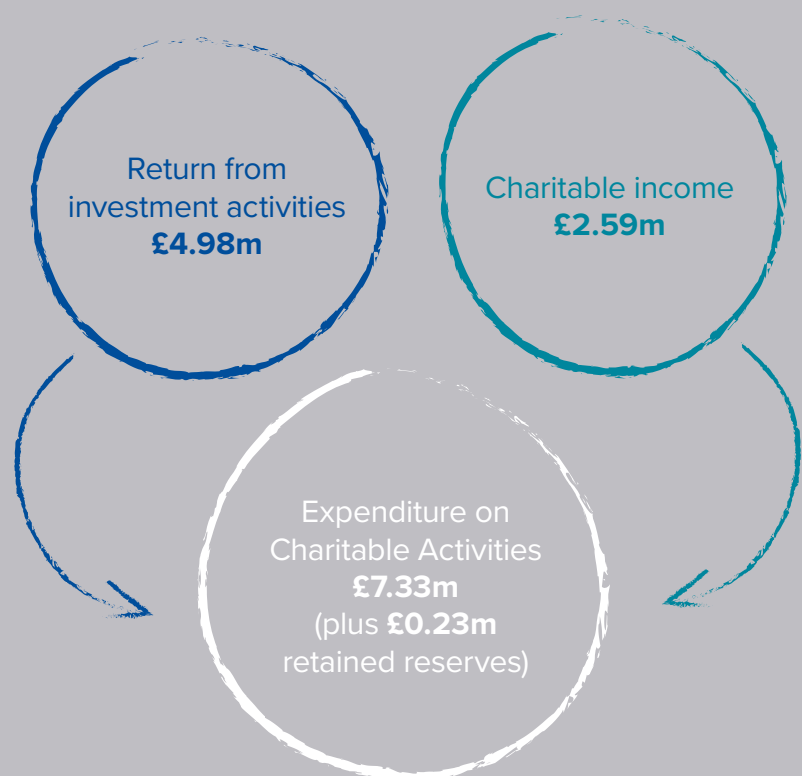 Return from
investment activities
£4.98m
Charitable income
£2.59m
Expenditure on
Charitable Activities
£7.33m
(plus £0.23m
retained reserves)